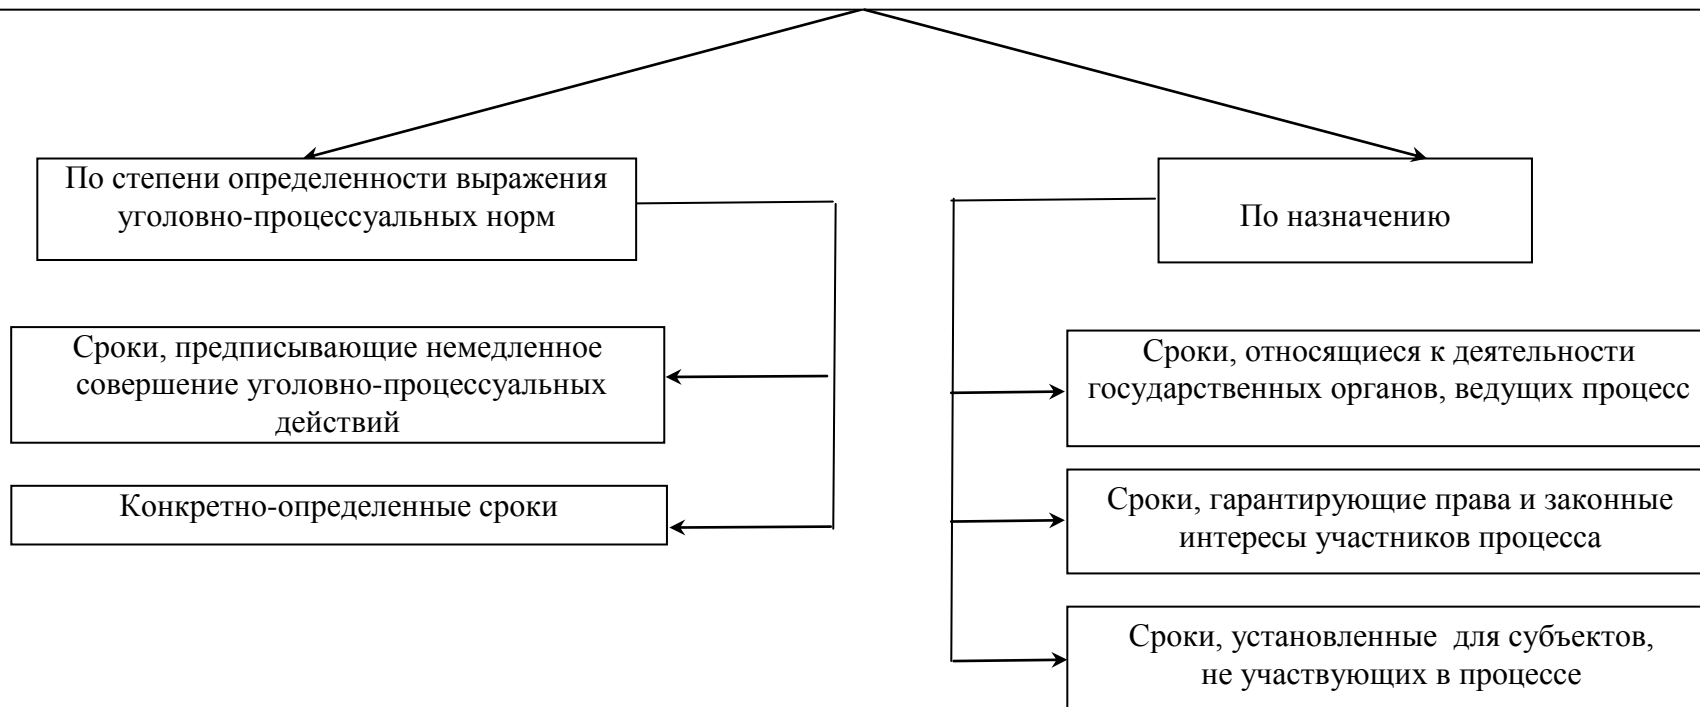 По степени определенности выражения
уголовно-процессуальных норм
По назначению
Сроки, предписывающие немедленное
совершение уголовно-процессуальных
действий
Конкретно-определенные сроки
Сроки, относящиеся к деятельности
государственных органов, ведущих процесс
Сроки, гарантирующие права и законные
интересы участников процесса
Сроки, установленные для субъектов,
не участвующих в процессе